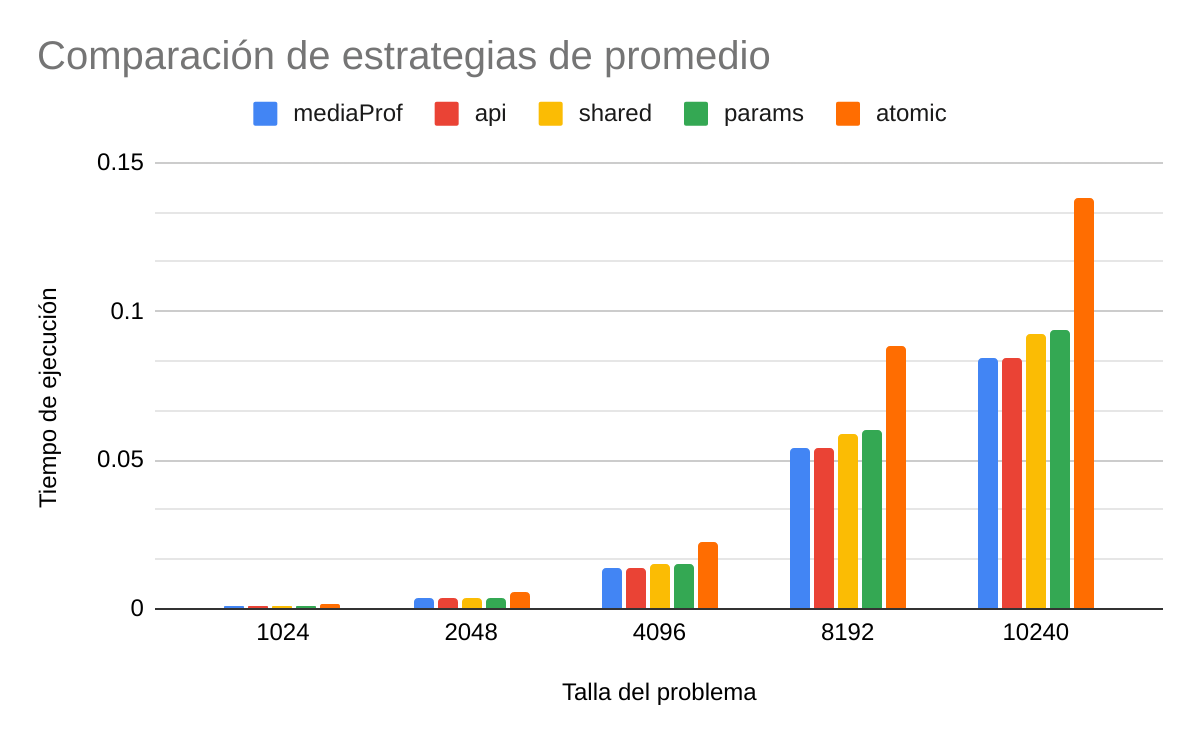 Comparación de estrategias de promedio
mediaProf api shared params atomic
0.15
0.1
0.05
0
Tiempo de ejecución
1024 2048 4096 8192 10240
Talla del problema